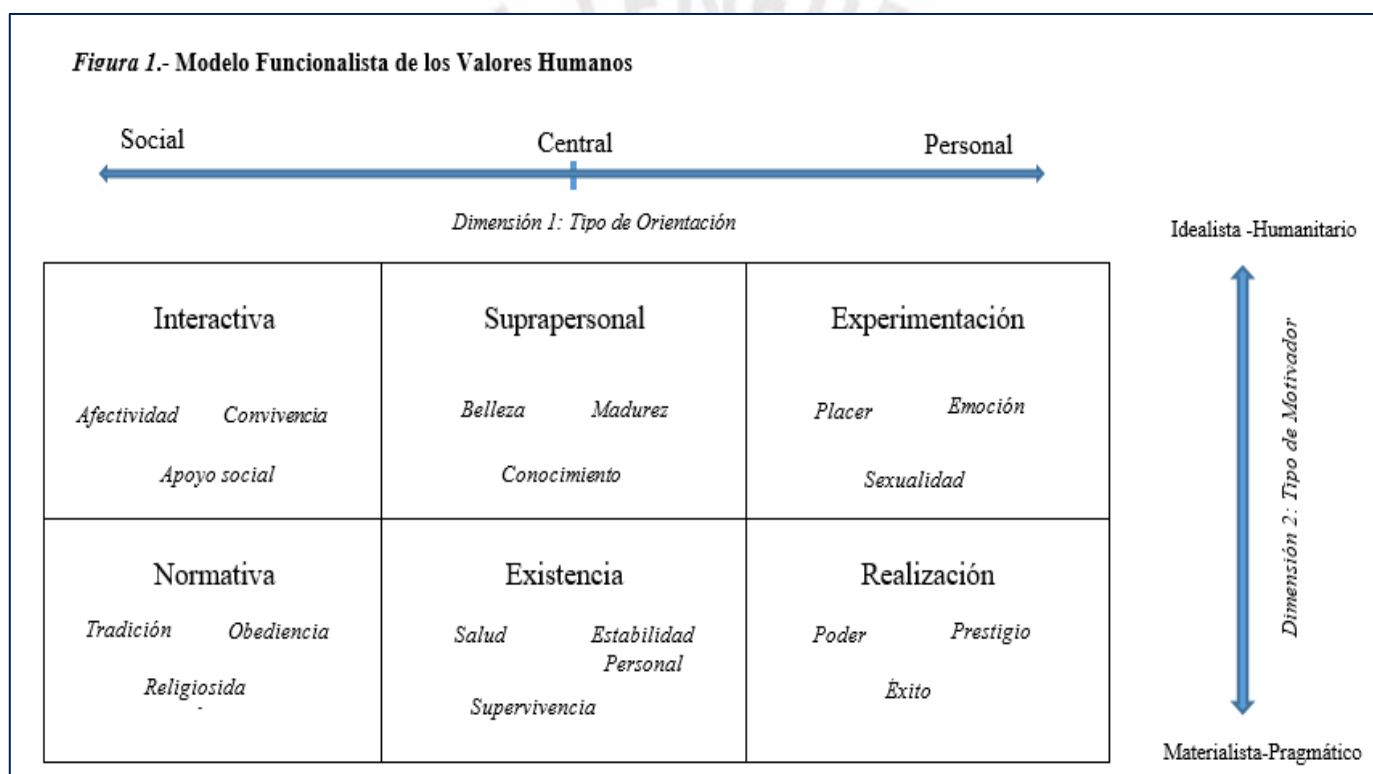 Figura 1.- Modelo Funcionalista de los Valores Humanos
Social Central Personal
Dimensión 1: Tipo de Orientación
Idealista -Humanitario
Interactiva Suprapersonal Experimentación
Afectividad Convivencia Belleza Madurez Placer Emoción
Apoyo social Conocimiento Sexualidad
Dimensión 2: Tipo de Motivador
Normativa Existencia Realización
Tradición Obediencia Salud Estabilidad Personal Poder Prestigio
Religiosida Supervivencia Éxito
Materialista-Pragmático